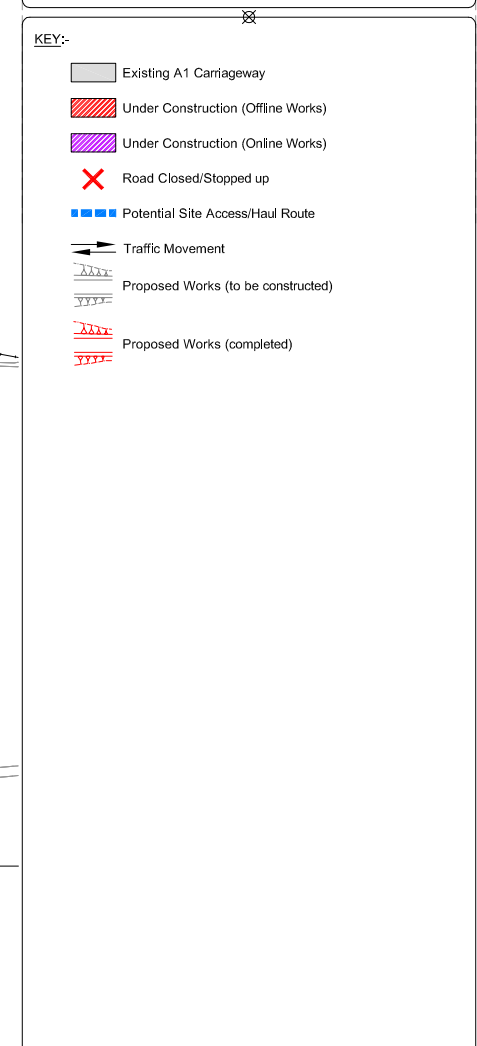 KEY:-
Existing A1 Carriageway
Under Construction (Offline Works)
Under Construction (Online Works)
Road Closed/Stopped up
Potential Site Access/Haul Route
Traffic Movement
Proposed Works (to be constructed)
Proposed Works (completed)